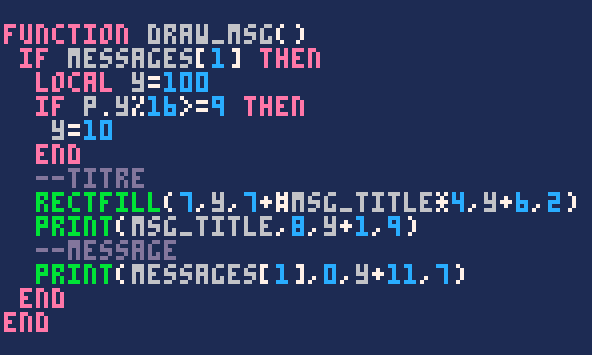 FUNCTION DRAW_MSG()
 IF MESSAGES[1] THEN
  LOCAL Y=100
  IF P.Y%16>=9 THEN
   Y=10
  END
  --TITRE
  RECTFILL(7,Y,7+#MSG_TITLE*4,Y+6,2)
  PRINT(MSG_TITLE,8,Y+1,9)
  --MESSAGE
  PRINT(MESSAGES[1],0,Y+11,7)
 END
END